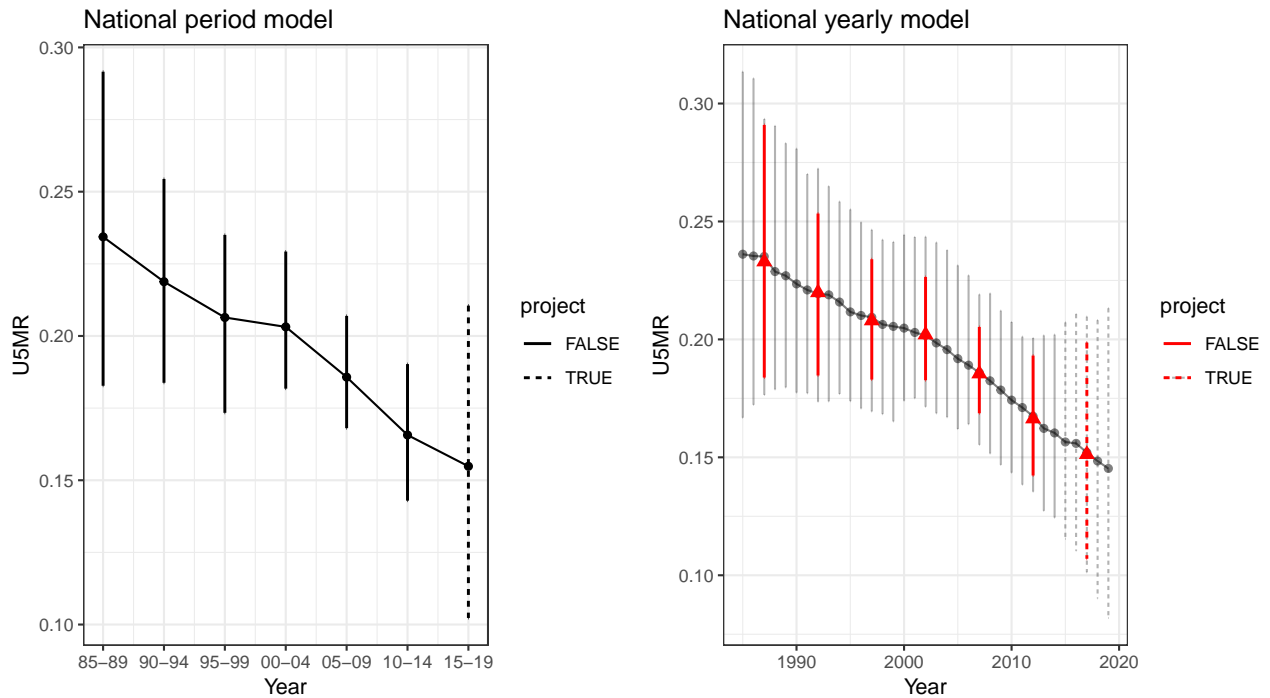 National period model
0.30
0.25
0.20
0.15
0.10
U5MR
85–89 90–94 95–99 00–04 05–09 10–14 15–19
Year
project
FALSE
TRUE
National yearly model
0.30
0.25
0.20
0.15
0.10
U5MR
1990 2000 2010 2020
Year
project
FALSE
TRUE